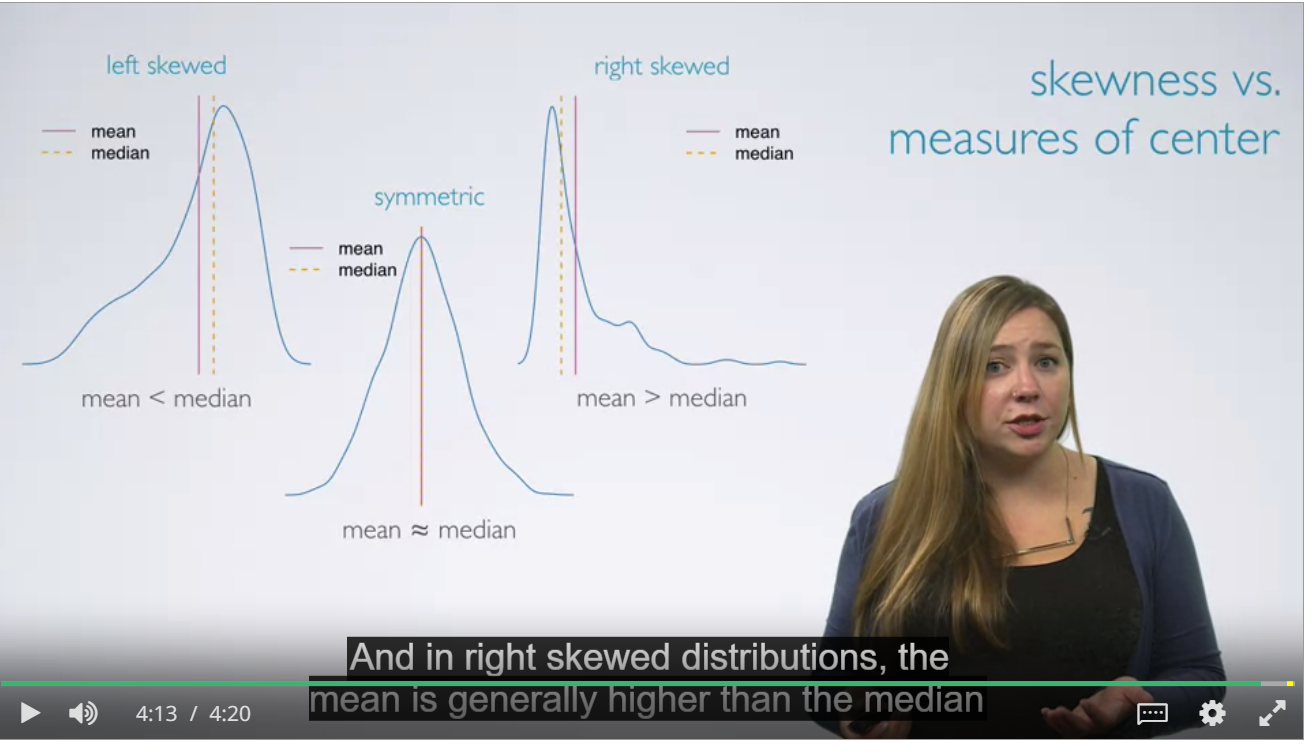 skewness vs.
measures of center
left skewed
mean
median
mean < median
symmetric
mean
median
mean ≈ median
right skewed
mean
median
mean > median
And in right skewed distributions, the
mean is generally higher than the median
4:13 / 4:20